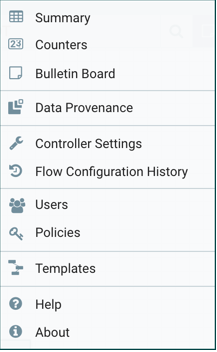 Summary
Counters
Bulletin Board
Data Provenance
Controller Settings
Flow Configuration History
Users
Policies
Templates
Help
About